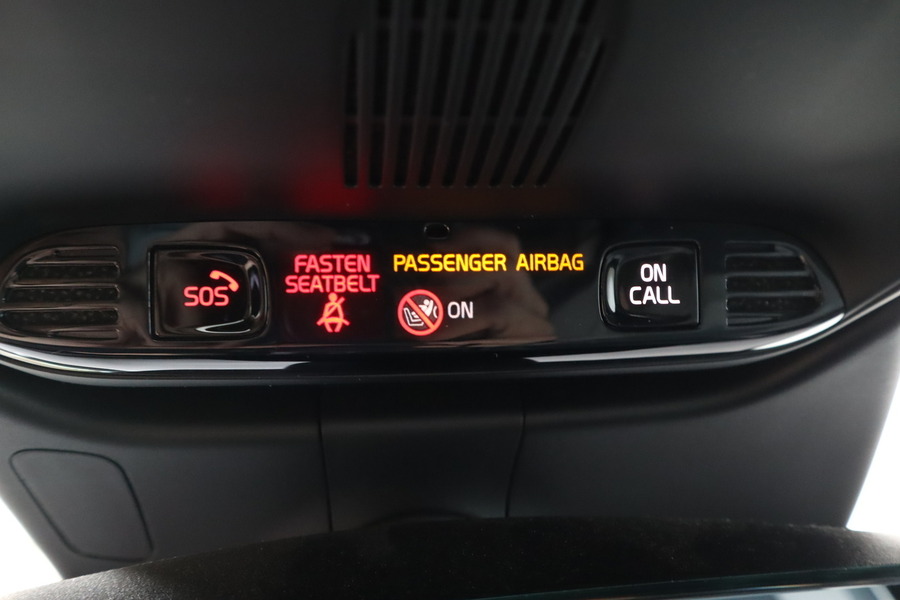 SOS
FASTEN
SEATBELT
PASSENGER AIRBAG
ON
ON
CALL